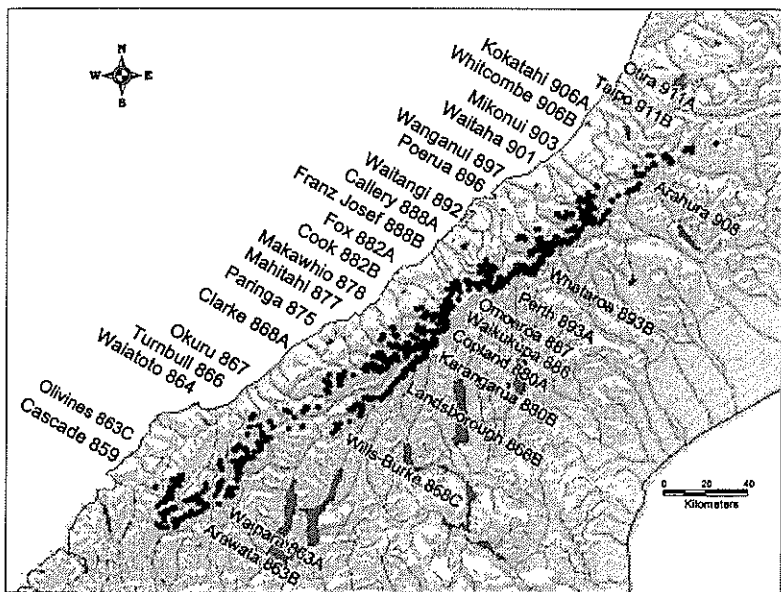 N
W E
S
Kokatahi 906A
Whitcombe 906B
Otira 911A
Taipo 911B
Mikonui 903
Waitaha 901
Wanganui 897
Poerua 896
Waitangi 892
Callery 888A
Franz Josef 888B
Fox 882A
Cook 882B
Makawhio 878
Mahitahi 877
Paringa 875
Clarke 868A
Okuru 867
Turnbull 866
Waiatoto 864
Olivines 863C
Cascade 859
Arahura 908
Whataroa 893B
Perth 893A
Omoeroa 887
Waikukupa 886
Copland 880A
Karangarua 880B
Landsborough 868B
Wills-Burke 868C
Waipara 863A
Arawata 863B
0 20 40
Kilometers